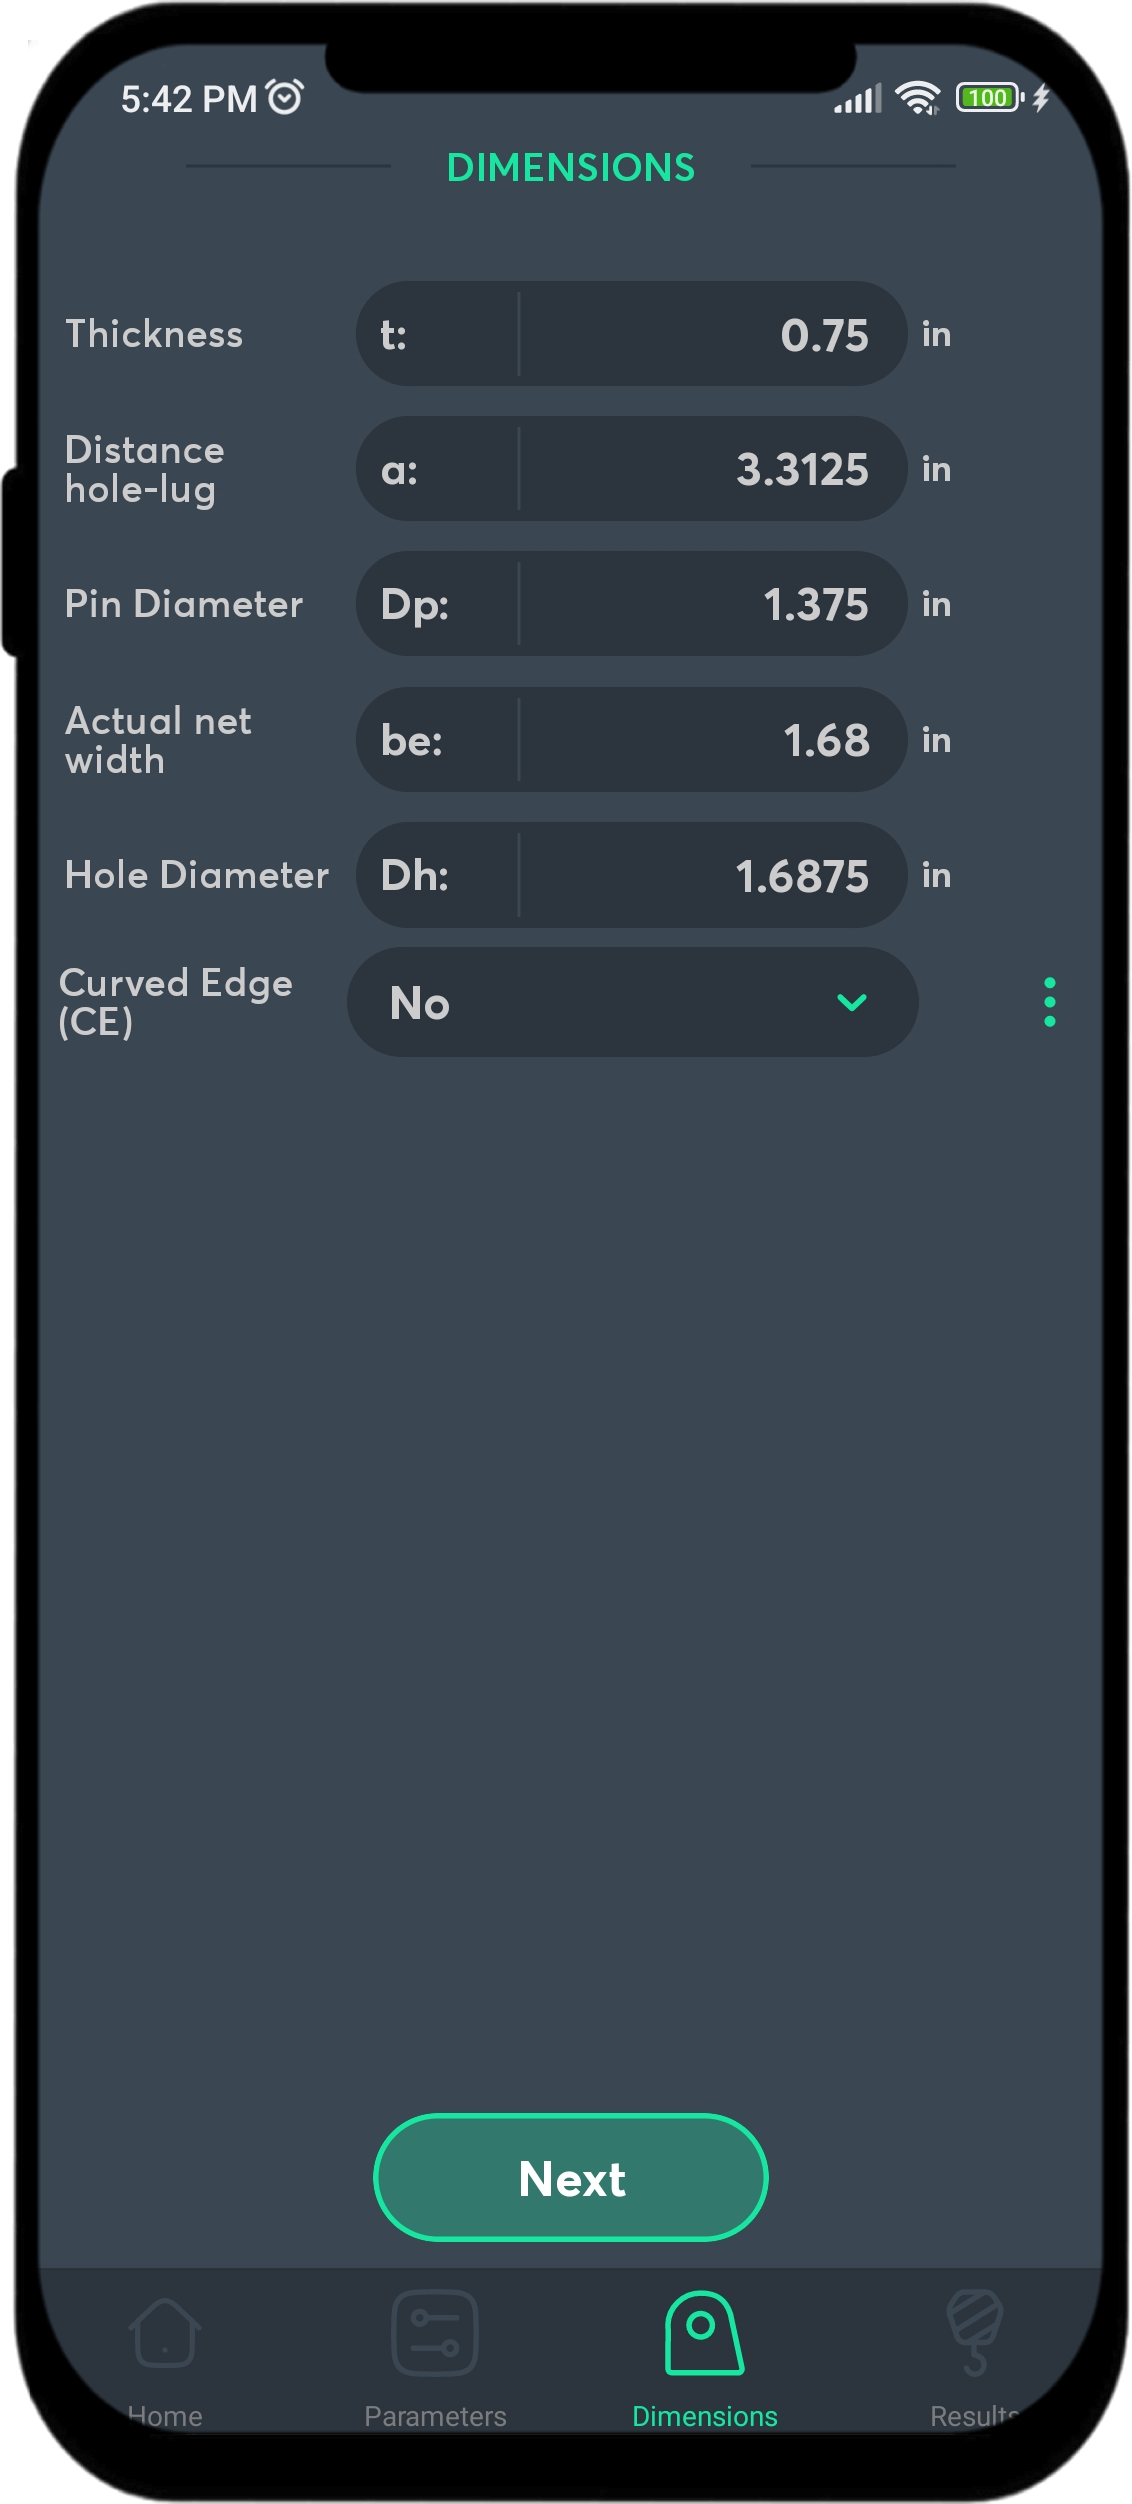 5:42 PM 100
DIMENSIONS
Thickness t: 0.75 in
Distance
hole-lug a: 3.3125 in
Pin Diameter Dp: 1.375 in
Actual net
width be: 1.68 in
Hole Diameter Dh: 1.6875 in
Curved Edge
(CE) No
Next
Home Parameters Dimensions Results